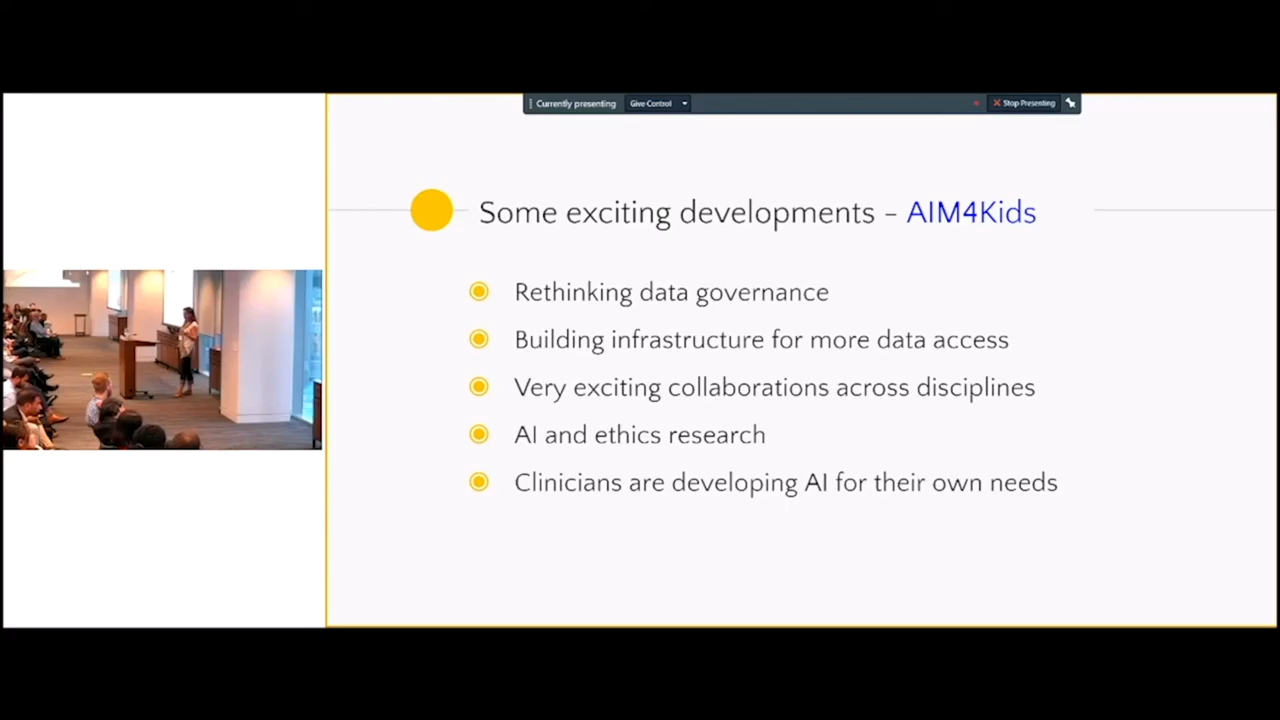 Currently presenting
Give Control
Stop Presenting
Some exciting developments – AIM4Kids
Rethinking data governance
Building infrastructure for more data access
Very exciting collaborations across disciplines
AI and ethics research
Clinicians are developing AI for their own needs